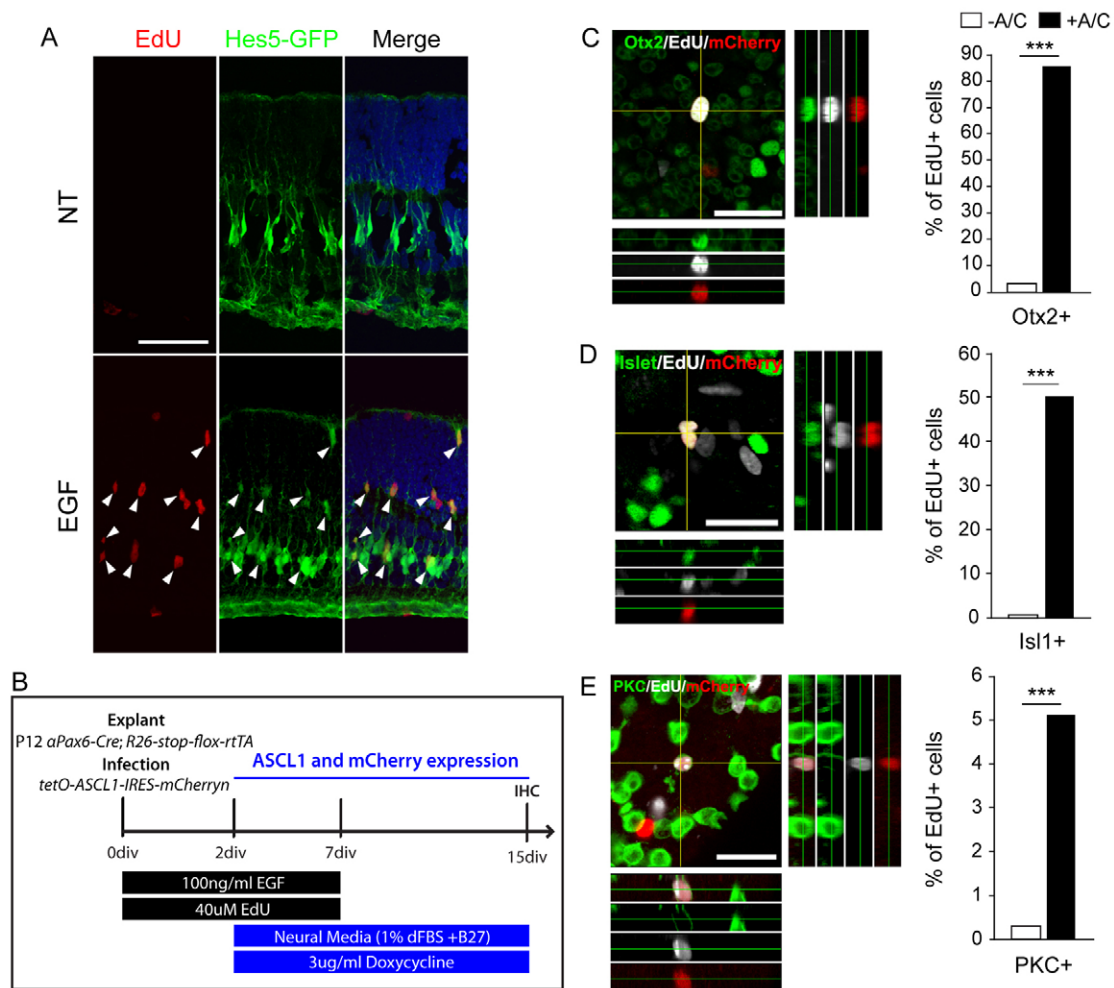 A
EdU
Hes5-GFP
Merge
NT
EGF
B
Explant
P12 aPax6-Cre; R26-stop-flox-rtTA
Infection
tetO-ASCL1-IRES-mCherryn
ASCL1 and mCherry expression
IHC
0div
2div
7div
15div
100ng/ml EGF
40uM EdU
Neural Media (1% dFBS +B27)
3ug/ml Doxycycline
C
Otx2/EdU/mCherry
-A/C
+A/C
***
% of EdU+ cells
90
80
70
60
50
40
30
20
10
0
Otx2+
D
Islet/EdU/mCherry
***
% of EdU+ cells
60
50
40
30
20
10
0
Isl1+
E
PKC/EdU/mCherry
***
% of EdU+ cells
6
5
4
3
2
1
0
PKC+